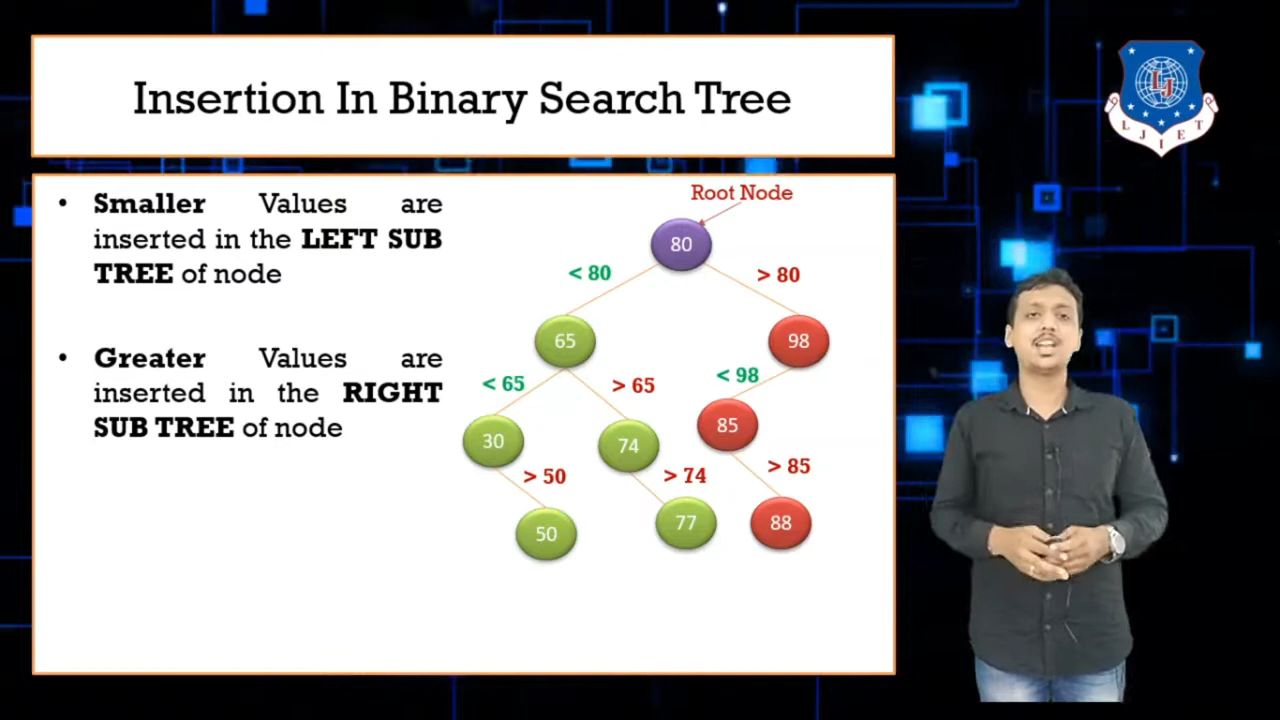 Insertion In Binary Search Tree
• Smaller Values are
inserted in the LEFT SUB
TREE of node
• Greater Values are
inserted in the RIGHT
SUB TREE of node
Root Node
80
< 80
> 80
65
98
< 65
> 65
< 98
30
74
85
> 50
> 74
> 85
50
77
88
LJ
L J I E T